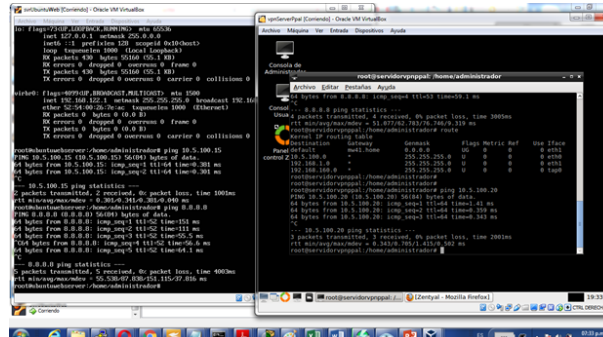 svrUbuntuWeb [Corriendo] - Oracle VM VirtualBox
Máquina Ver Entrada Dispositivos Ayuda
lo: flags=73<UP,LOOPBACK,RUNNING> mtu 65536
inet 127.0.0.1 netmask 255.0.0.0
inet6 ::1 prefixlen 128 scopeid 0x10<host>
loop txqueuelen 1000 (Local Loopback)
RX packets 430 bytes 55160 (55.1 KB)
RX errors 0 dropped 0 overruns 0 frame 0
TX packets 430 bytes 55160 (55.1 KB)
TX errors 0 dropped 0 overruns 0 carrier 0 collisions 0
virbr0: flags=4099<UP,BROADCAST,MULTICAST> mtu 1500
inet 192.168.122.1 netmask 255.255.255.0 broadcast 192.16
ether 52:54:00:26:7e:ac txqueuelen 1000 (Ethernet)
RX packets 0 bytes 0 (0.0 B)
RX errors 0 dropped 0 overruns 0 frame 0
TX packets 0 bytes 0 (0.0 B)
TX errors 0 dropped 0 overruns 0 carrier 0 collisions 0
root@ubuntuwebserver:/home/administrador# ping 10.5.100.15
PING 10.5.100.15 (10.5.100.15) 56(84) bytes of data.
64 bytes from 10.5.100.15: icmp_seq=1 ttl=64 time=0.301 ms
64 bytes from 10.5.100.15: icmp_seq=2 ttl=64 time=0.381 ms
^C
--- 10.5.100.15 ping statistics ---
2 packets transmitted, 2 received, 0% packet loss, time 1001ms
rtt min/avg/max/mdev = 0.301/0.341/0.381/0.040 ms
root@ubuntuwebserver:/home/administrador# ping 8.8.8.8
PING 8.8.8.8 (8.8.8.8) 56(84) bytes of data.
64 bytes from 8.8.8.8: icmp_seq=1 ttl=52 time=151 ms
64 bytes from 8.8.8.8: icmp_seq=2 ttl=52 time=111 ms
64 bytes from 8.8.8.8: icmp_seq=3 ttl=52 time=55.5 ms
^C64 bytes from 8.8.8.8: icmp_seq=4 ttl=52 time=56.6 ms
64 bytes from 8.8.8.8: icmp_seq=5 ttl=52 time=64.1 ms
^C
--- 8.8.8.8 ping statistics ---
5 packets transmitted, 5 received, 0% packet loss, time 4003ms
rtt min/avg/max/mdev = 55.538/87.838/151.115/37.816 ms
root@ubuntuwebserver:/home/administrador#
Corriendo
vpnServerPpal [Corriendo] - Oracle VM VirtualBox
Archivo Máquina Ver Entrada Dispositivos Ayuda
Consola de
Administrador
root@servidorvpnppal: /home/administrador
Archivo Editar Pestañas Ayuda
64 bytes from 8.8.8.8: icmp_seq=4 ttl=53 time=59.1 ms
^C
--- 8.8.8.8 ping statistics ---
4 packets transmitted, 4 received, 0% packet loss, time 3005ms
root@servidorvpnppal:/home/administrador# route
Kernel IP routing table
Destination Gateway Genmask Flags Metric Ref Use Iface
default mw41.home 0.0.0.0 UG 0 0 0 eth1
10.5.100.0 * 255.255.255.0 U 0 0 0 eth0
192.168.1.0 * 255.255.255.0 U 0 0 0 eth1
192.168.160.0 * 255.255.255.0 U 0 0 0 tap0
root@servidorvpnppal:/home/administrador#
root@servidorvpnppal:/home/administrador# ping 10.5.100.20
PING 10.5.100.20 (10.5.100.20) 56(84) bytes of data.
64 bytes from 10.5.100.20: icmp_seq=1 ttl=64 time=1.41 ms
64 bytes from 10.5.100.20: icmp_seq=2 ttl=64 time=0.359 ms
64 bytes from 10.5.100.20: icmp_seq=3 ttl=64 time=0.343 ms
^C
--- 10.5.100.20 ping statistics ---
3 packets transmitted, 3 received, 0% packet loss, time 2001ms
rtt min/avg/max/mdev = 0.343/0.705/1.415/0.502 ms
root@servidorvpnppal:/home/administrador#
root@servidorvpnppal: /...
[Zentyal - Mozilla Firefox]
19:33
CTRL DERECHA
07:33 p.m.